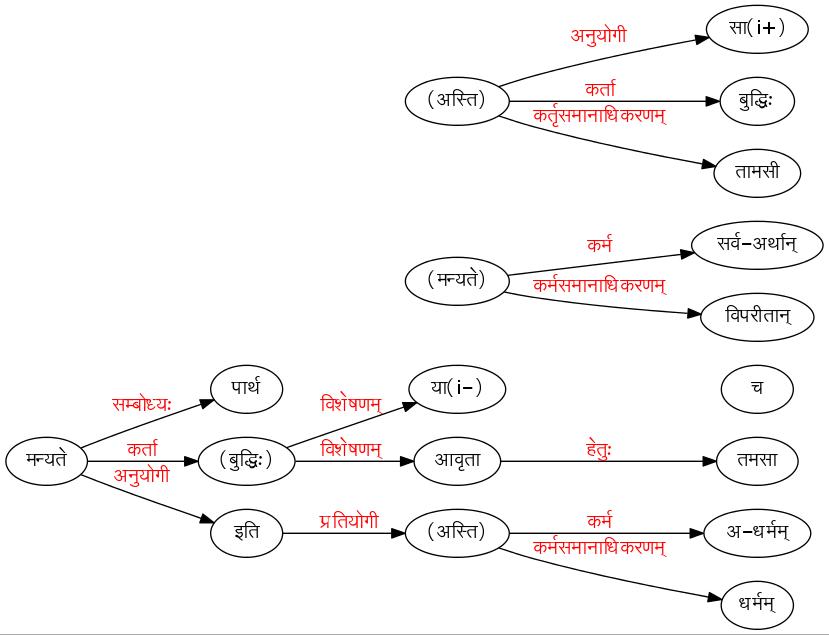 सा(i+)
अनुयोगी
(अस्ति)
कर्ता
बुद्धिः
कर्तृसमानाधिकरणम्
तामसी
सर्व-अर्थान्
कर्म
(मन्यते)
कर्मसमानाधिकरणम्
विपरीतान्
पार्थ
या(i-)
च
सम्बोध्यः
विशेषणम्
मन्यते
कर्ता
(बुद्धिः)
विशेषणम्
आवृता
हेतुः
तमसा
अनुयोगी
इति
प्रतियोगी
(अस्ति)
कर्म
अ-धर्मम्
कर्मसमानाधिकरणम्
धर्मम्